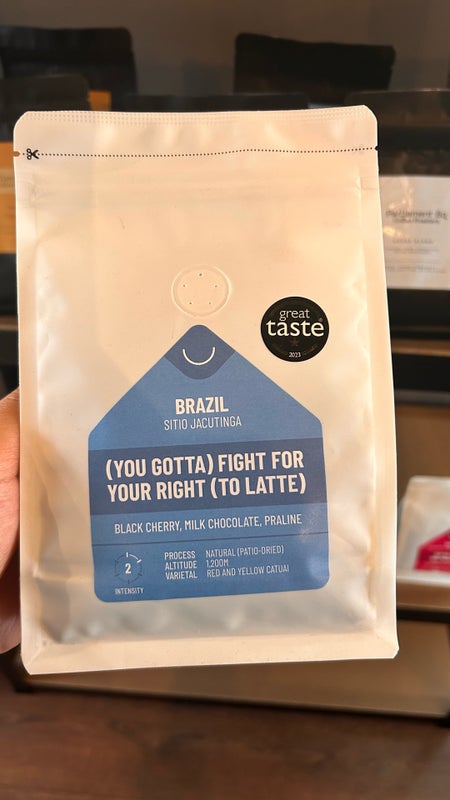 great
taste
2023
BRAZIL
SITIO JACUTINGA
(YOU GOTTA) FIGHT FOR
YOUR RIGHT (TO LATTE)
BLACK CHERRY, MILK CHOCOLATE, PRALINE
2
INTENSITY
PROCESS NATURAL (PATIO-DRIED)
ALTITUDE 1,200M
VARIETAL RED AND YELLOW CATUAI